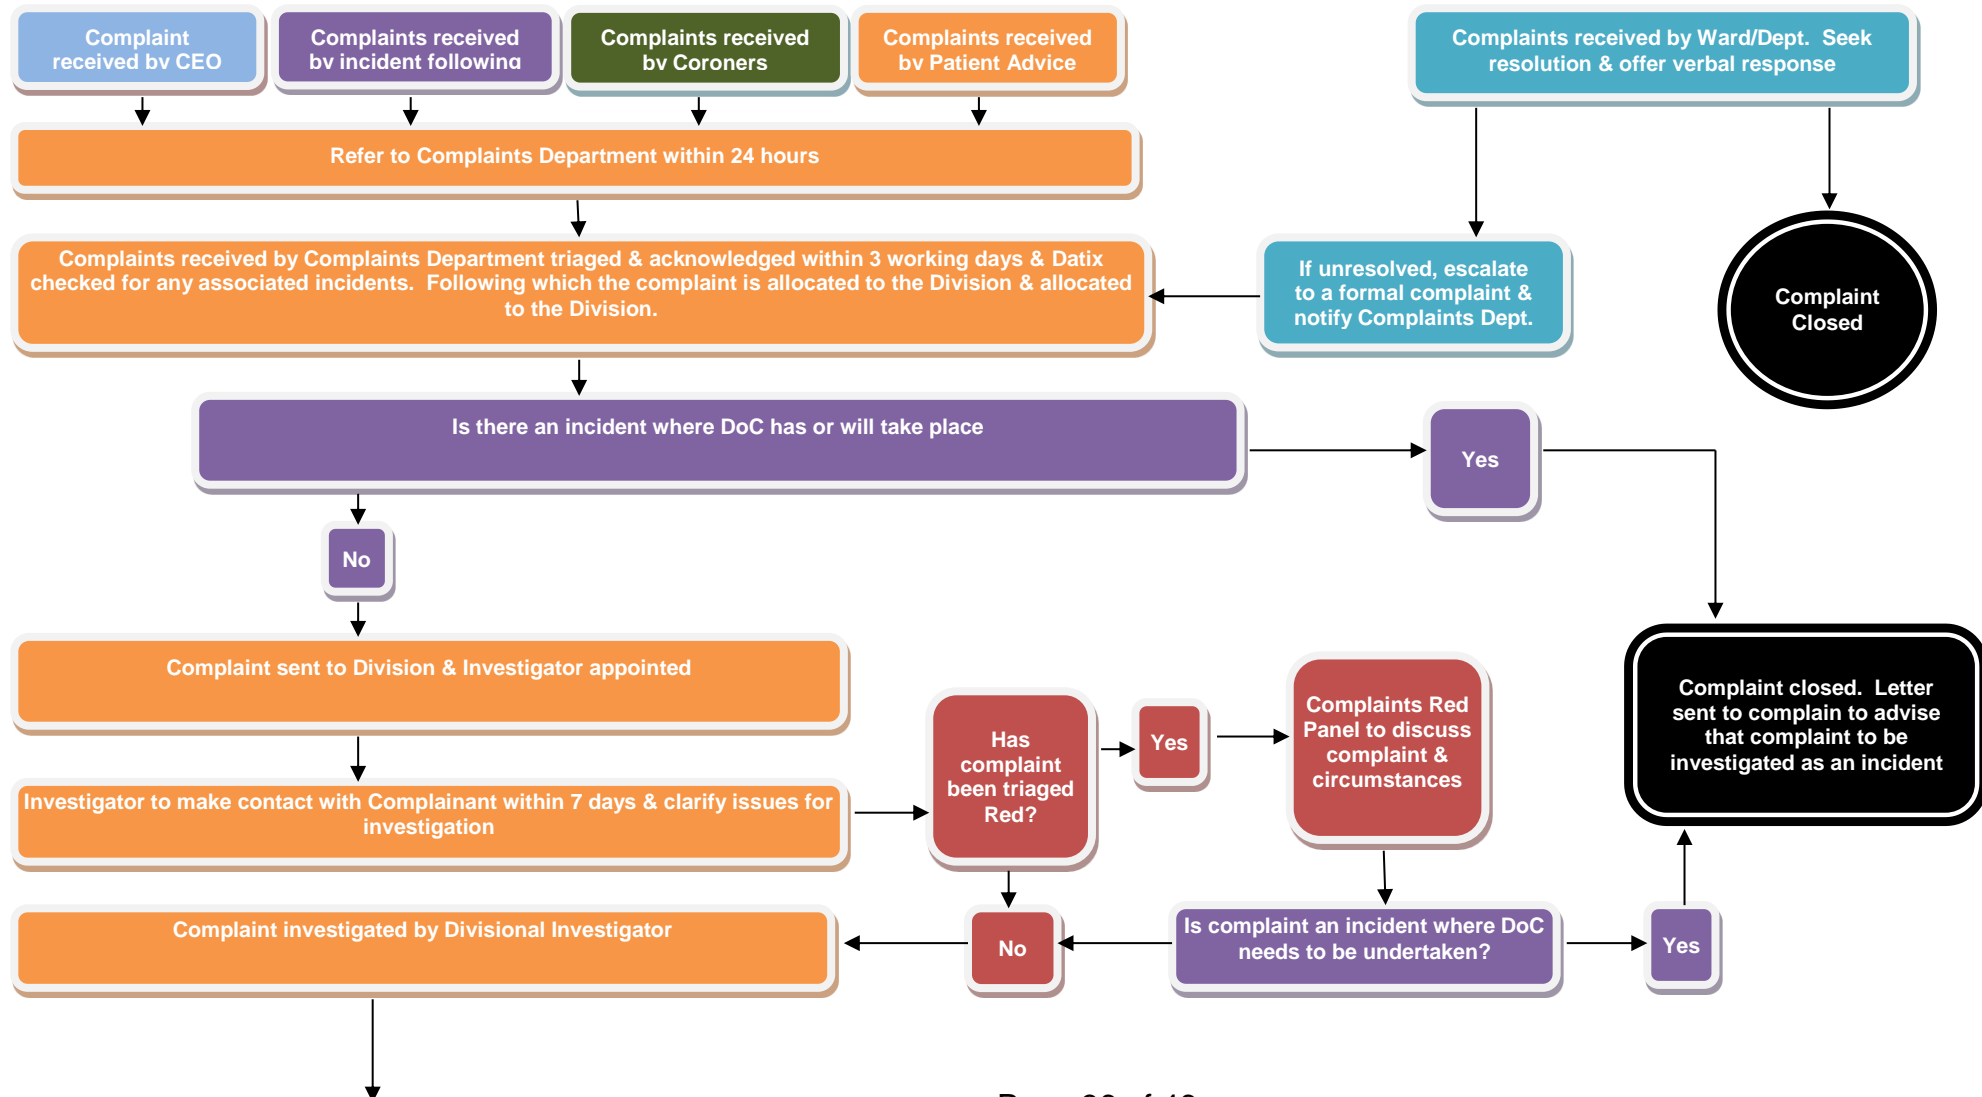 Complaint
received by CEO
Complaints received
by incident following
Complaints received
by Coroners
Complaints received
by Patient Advice
Complaints received by Ward/Dept.  Seek
resolution & offer verbal response
Refer to Complaints Department within 24 hours
Complaints received by Complaints Department triaged & acknowledged within 3 working days & Datix
checked for any associated incidents.  Following which the complaint is allocated to the Division & allocated
to the Division.
If unresolved, escalate
to a formal complaint &
notify Complaints Dept.
Complaint
Closed
Is there an incident where DoC has or will take place
Yes
No
Complaint sent to Division & Investigator appointed
Investigator to make contact with Complainant within 7 days & clarify issues for
investigation
Has
complaint
been triaged
Red?
Yes
Complaints Red
Panel to discuss
complaint &
circumstances
Complaint closed.  Letter
sent to complain to advise
that complaint to be
investigated as an incident
Complaint investigated by Divisional Investigator
No
Is complaint an incident where DoC
needs to be undertaken?
Yes